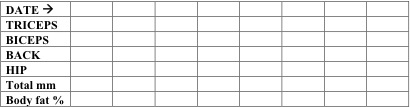 DATE →
TRICEPS
BICEPS
BACK
HIP
Total mm
Body fat %